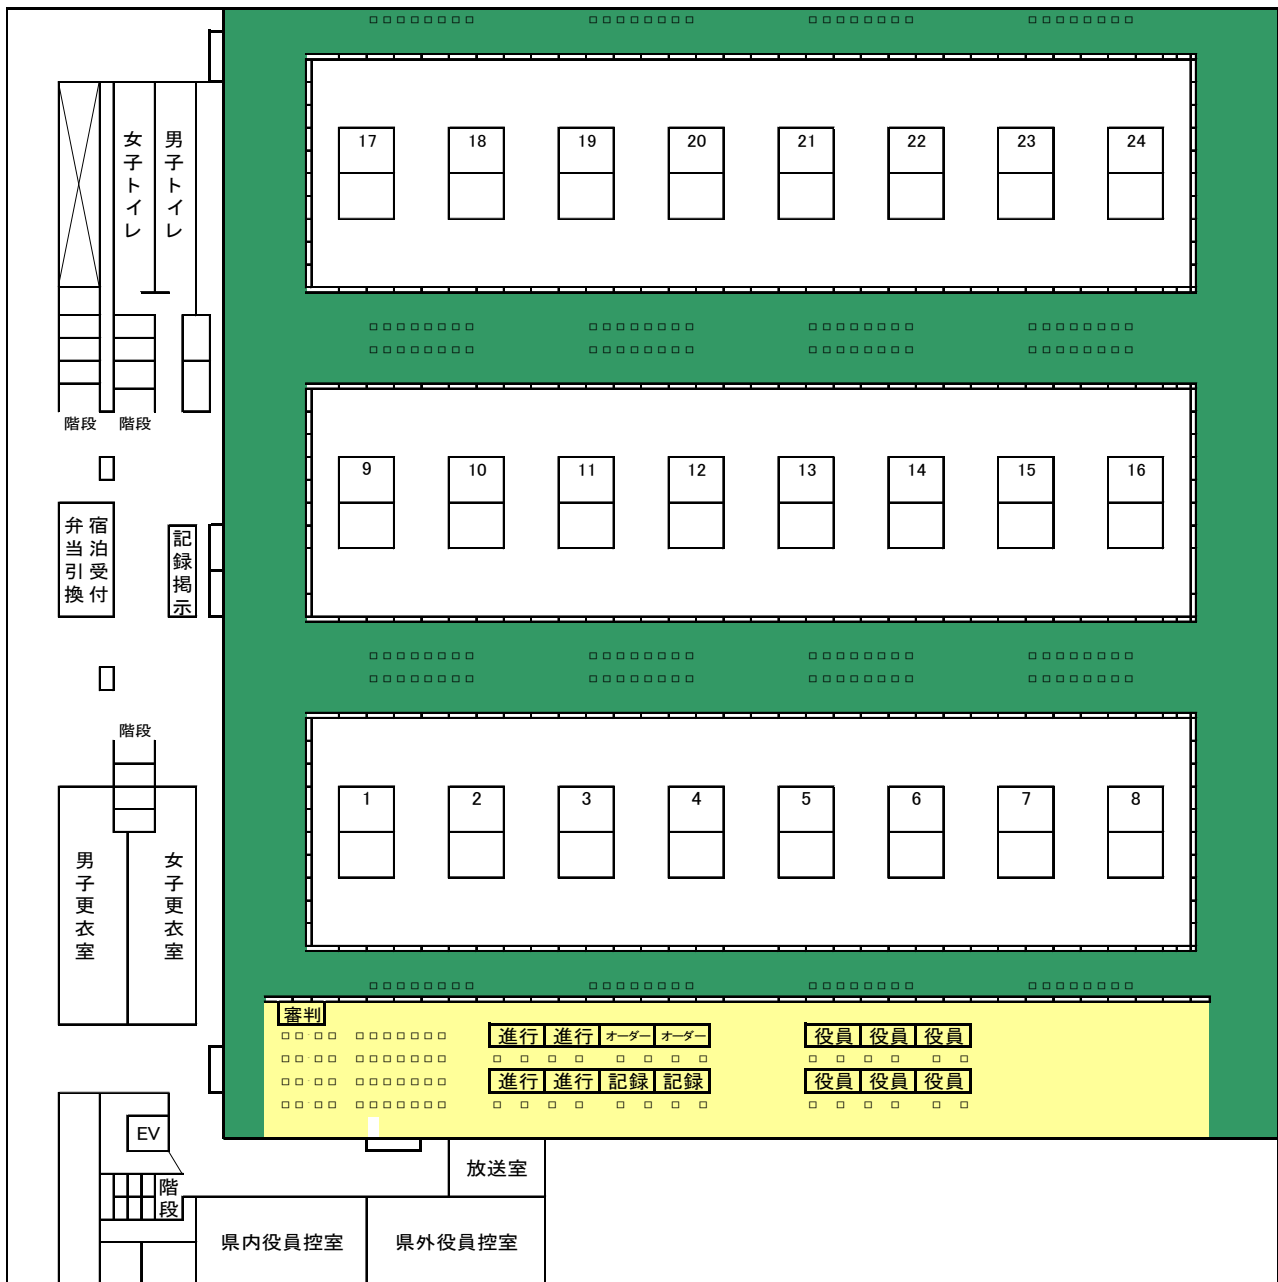 17 18 19 20 21 22 23 24
女子トイレ
男子トイレ
階段 階段
9 10 11 12 13 14 15 16
宿泊受付
弁当引換
記録掲示
階段
1 2 3 4 5 6 7 8
男子更衣室
女子更衣室
審判
進行 進行 オーダー オーダー 役員 役員 役員
進行 進行 記録 記録 役員 役員 役員
EV
階段
放送室
県内役員控室 県外役員控室